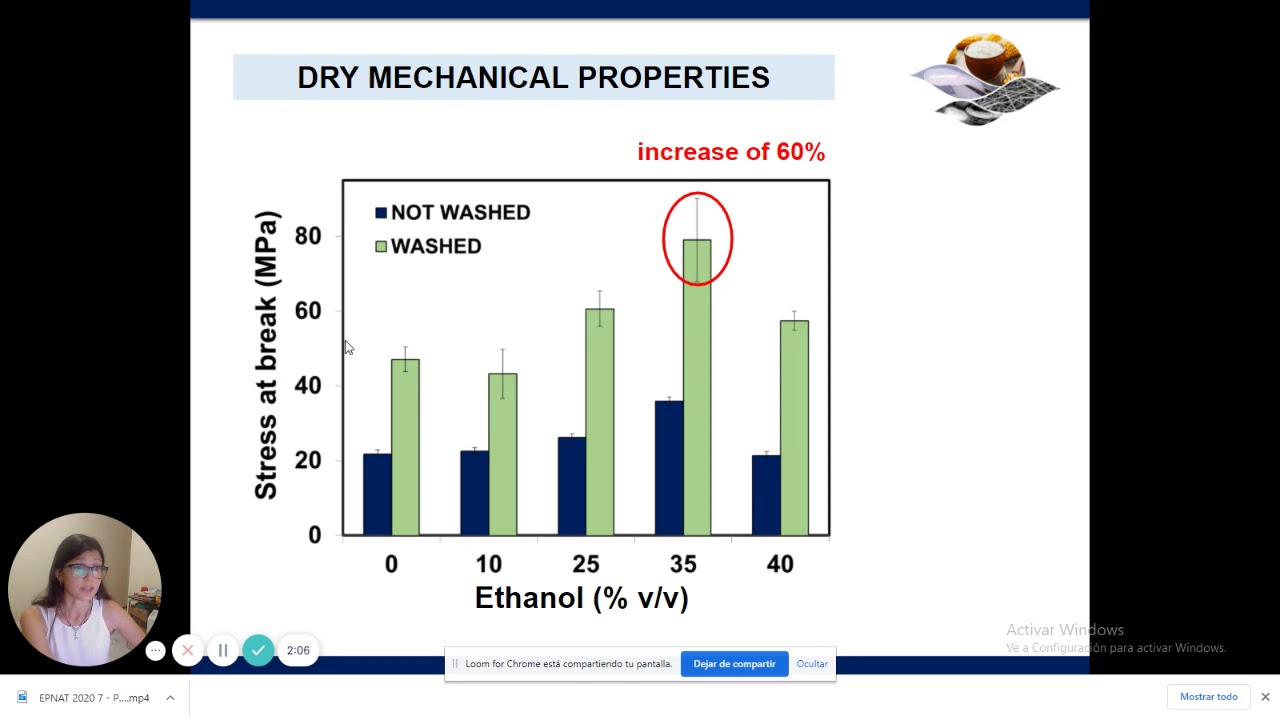 DRY MECHANICAL PROPERTIES
increase of 60%
NOT WASHED
WASHED
Stress at break (MPa)
80
60
40
20
0
0 10 25 35 40
Ethanol (% v/v)
2:06
Loom for Chrome está compartiendo tu pantalla. Dejar de compartir Ocultar
Activar Windows
Ve a Configuración para activar Windows.
EPNAT 2020 7 - P....mp4
Mostrar todo